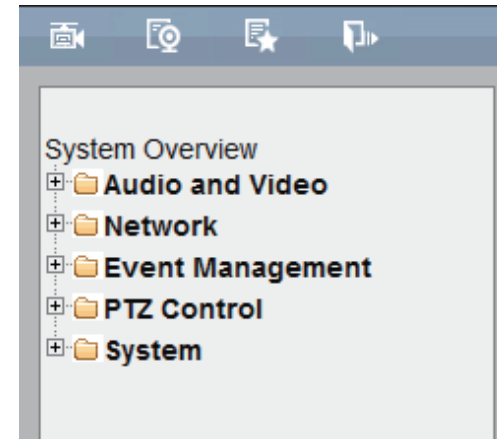 System Overview
Audio and Video
Network
Event Management
PTZ Control
System